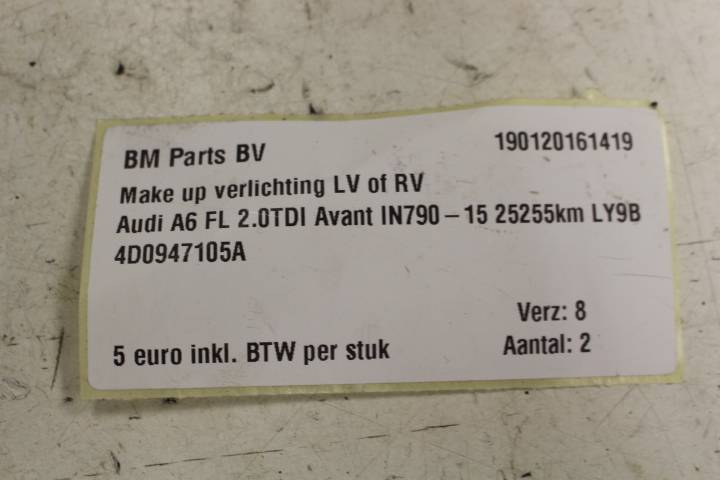 BM Parts BV 190120161419
Make up verlichting LV of RV
Audi A6 FL 2.0TDI Avant IN790-15 25255km LY9B
4D0947105A
Verz: 8
5 euro inkl. BTW per stuk Aantal: 2